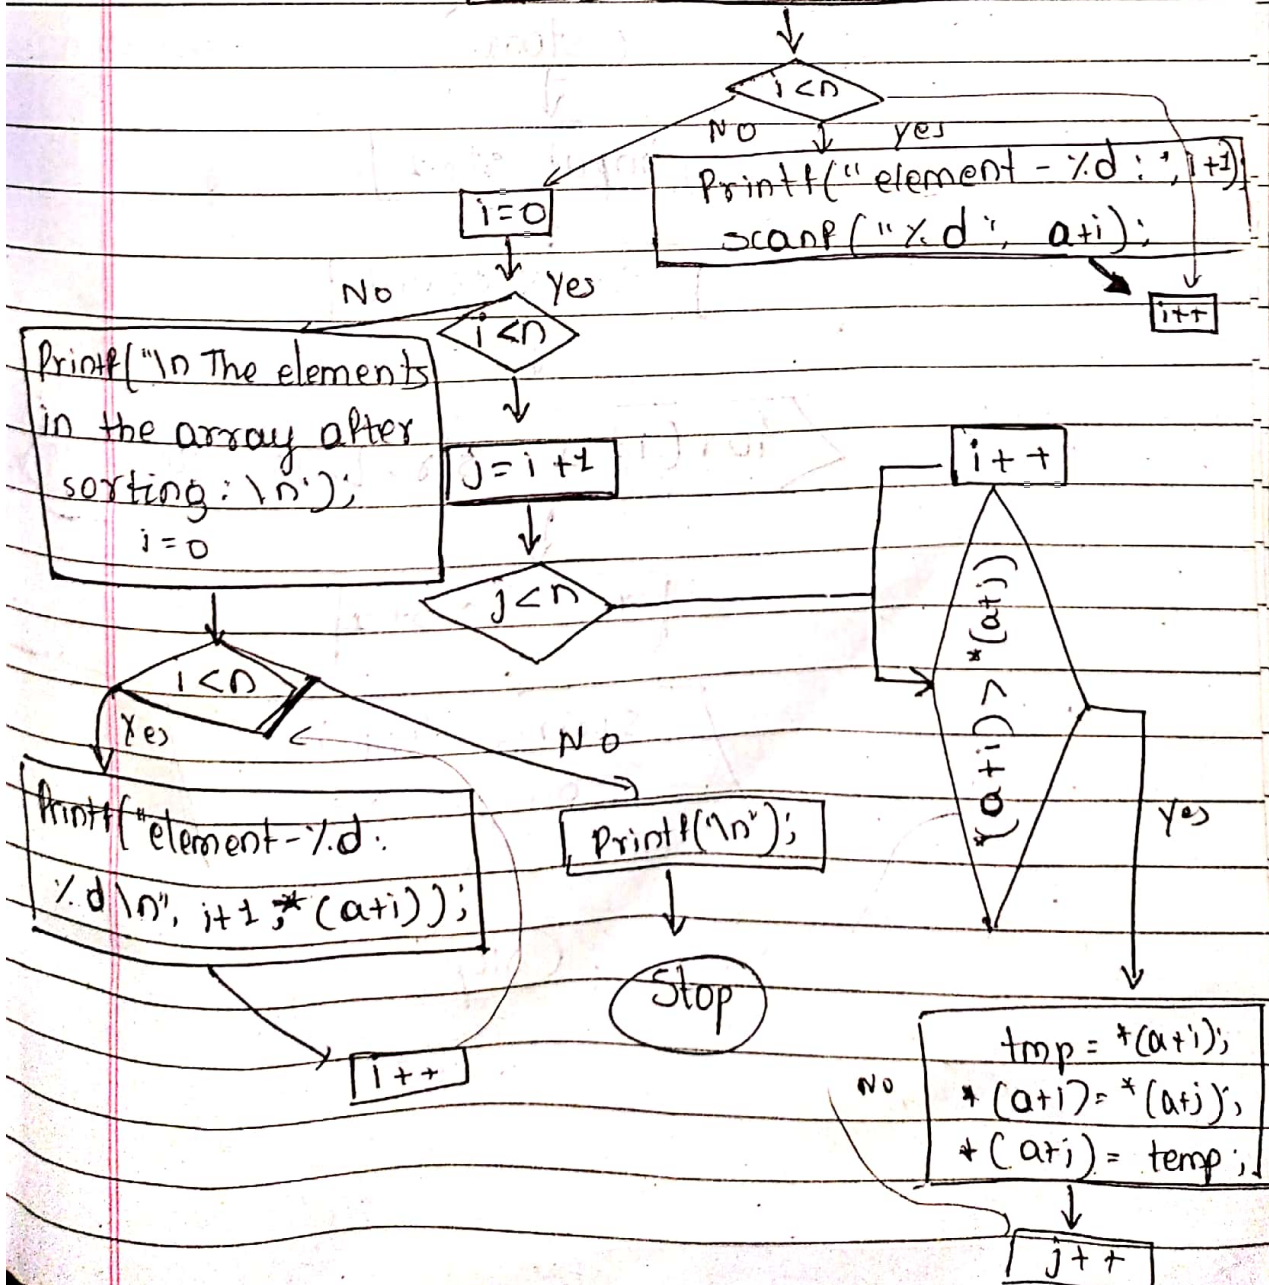 i<n
NO
yes
Printf("element - %d : ", i+1)
scanf("%d", a+i);
i++
i=0
No
Yes
i<n
Printf("\n The elements
in the array after
sorting : \n");
i=0
j=i+1
j<n
i++
*(a+i)>*(a+j)
yes
i<n
Yes
NO
Printf("element-%d:
%d\n", i+1,*(a+i));
i++
Printf("\n");
Stop
tmp = *(a+i);
*(a+i)=*(a+j);
*(a+j)= temp;
NO
j++